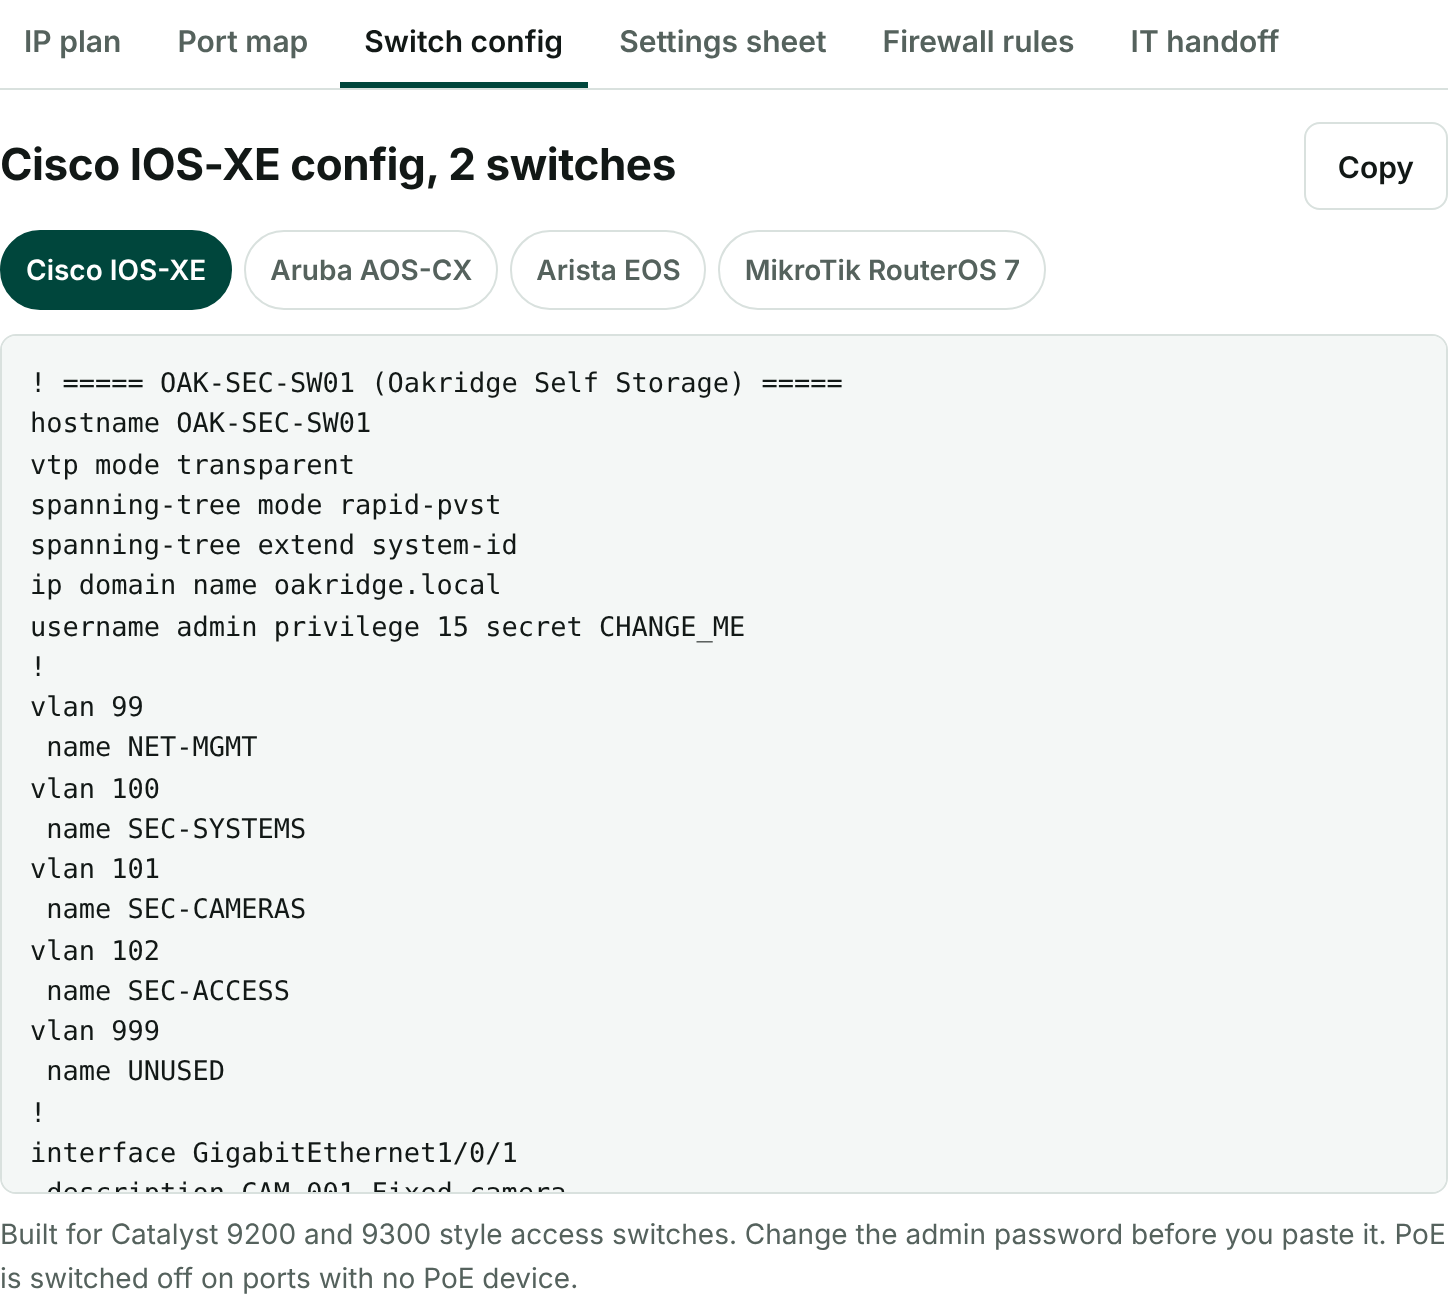 IP plan Port map Switch config Settings sheet Firewall rules IT handoff
Cisco IOS-XE config, 2 switches
Copy
Cisco IOS-XE Aruba AOS-CX Arista EOS MikroTik RouterOS 7
! ===== OAK-SEC-SW01 (Oakridge Self Storage) =====
hostname OAK-SEC-SW01
vtp mode transparent
spanning-tree mode rapid-pvst
spanning-tree extend system-id
ip domain name oakridge.local
username admin privilege 15 secret CHANGE_ME
!
vlan 99
 name NET-MGMT
vlan 100
 name SEC-SYSTEMS
vlan 101
 name SEC-CAMERAS
vlan 102
 name SEC-ACCESS
vlan 999
 name UNUSED
!
interface GigabitEthernet1/0/1
 description CAM-001 Fixed camera
Built for Catalyst 9200 and 9300 style access switches. Change the admin password before you paste it. PoE
is switched off on ports with no PoE device.